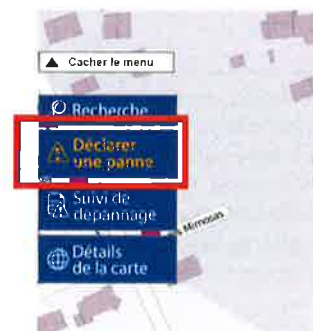 Cacher le menu
Recherche
Déclarer
une panne
Suivi de
dépannage
Mimosas
Détails
de la carte